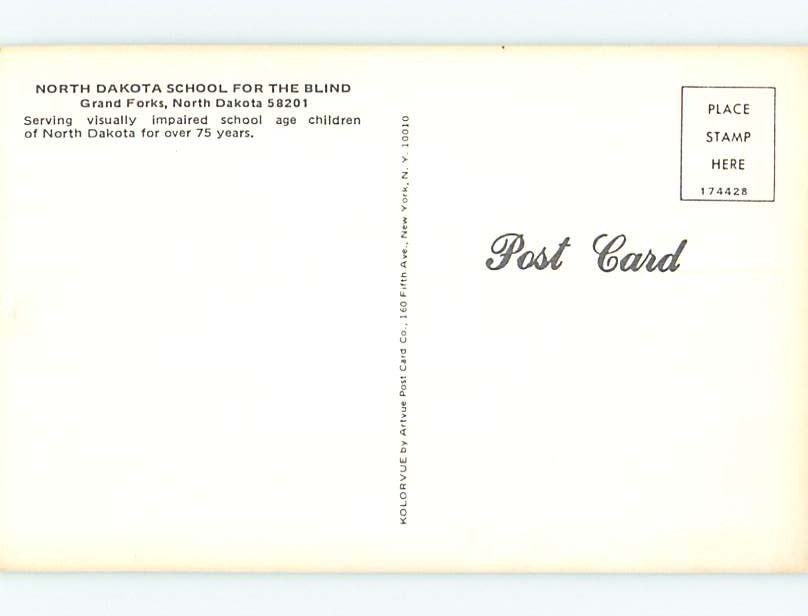 NORTH DAKOTA SCHOOL FOR THE BLIND
Grand Forks, North Dakota 58201
Serving visually impaired school age children
of North Dakota for over 75 years.
KOLORVUE by Artvue Post Card Co., 160 Fifth Ave., New York, N. Y. 10010
PLACE
STAMP
HERE
174428
Post Card